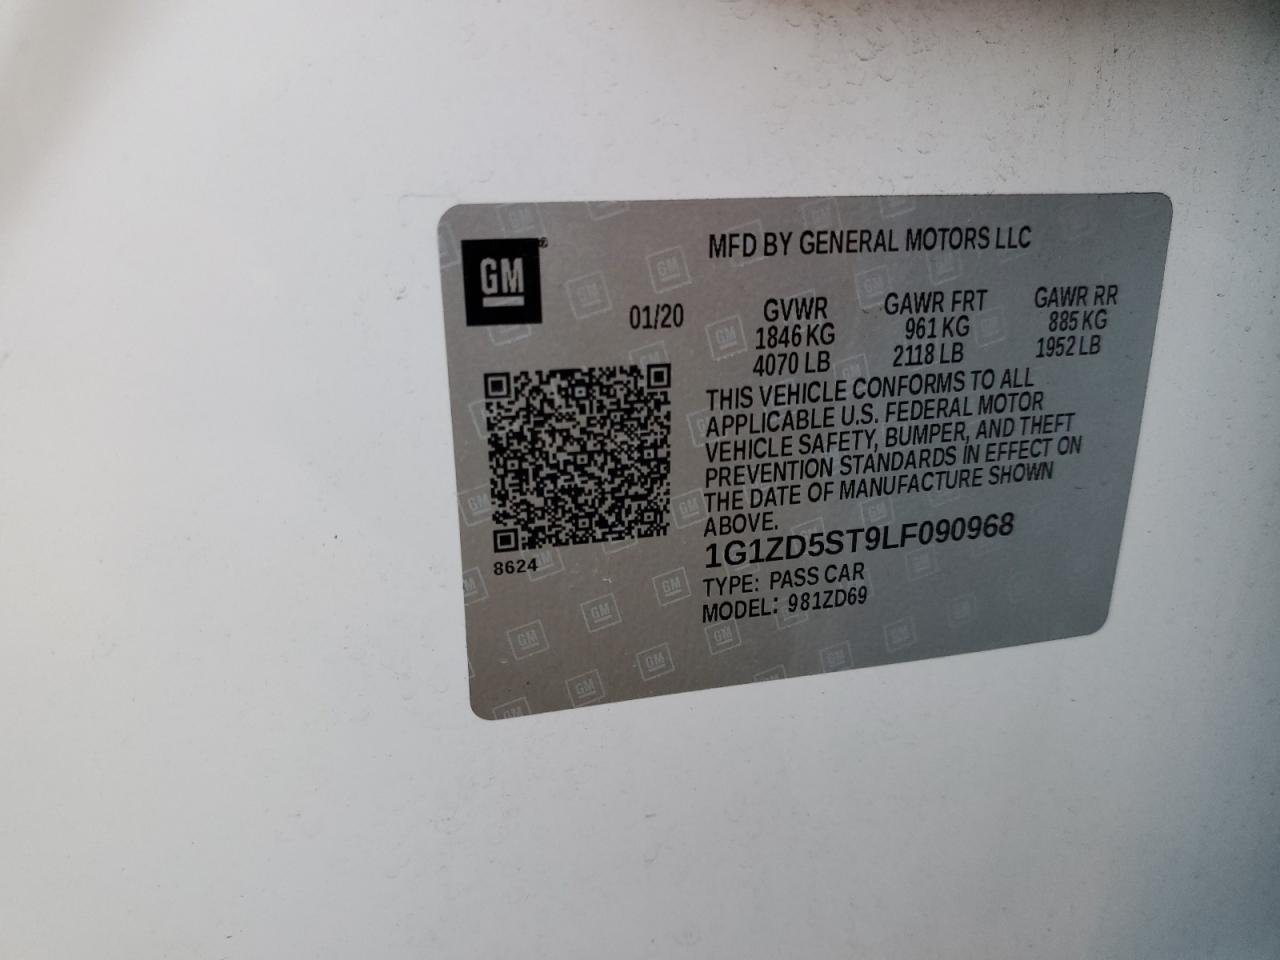 GM®
MFD BY GENERAL MOTORS LLC
01/20
GVWR GAWR FRT GAWR RR
1846 KG 961 KG 885 KG
4070 LB 2118 LB 1952 LB
THIS VEHICLE CONFORMS TO ALL
APPLICABLE U.S. FEDERAL MOTOR
VEHICLE SAFETY, BUMPER, AND THEFT
PREVENTION STANDARDS IN EFFECT ON
THE DATE OF MANUFACTURE SHOWN
ABOVE.
8624
1G1ZD5ST9LF090968
TYPE: PASS CAR
MODEL: 981ZD69